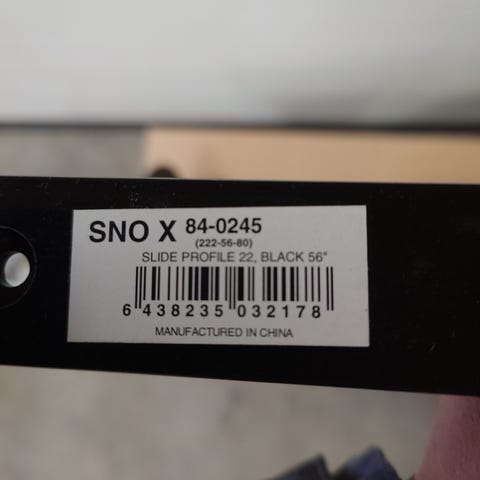 SNO X 84-0245
(222-56-80)
SLIDE PROFILE 22, BLACK 56"
6 438235 032178
MANUFACTURED IN CHINA